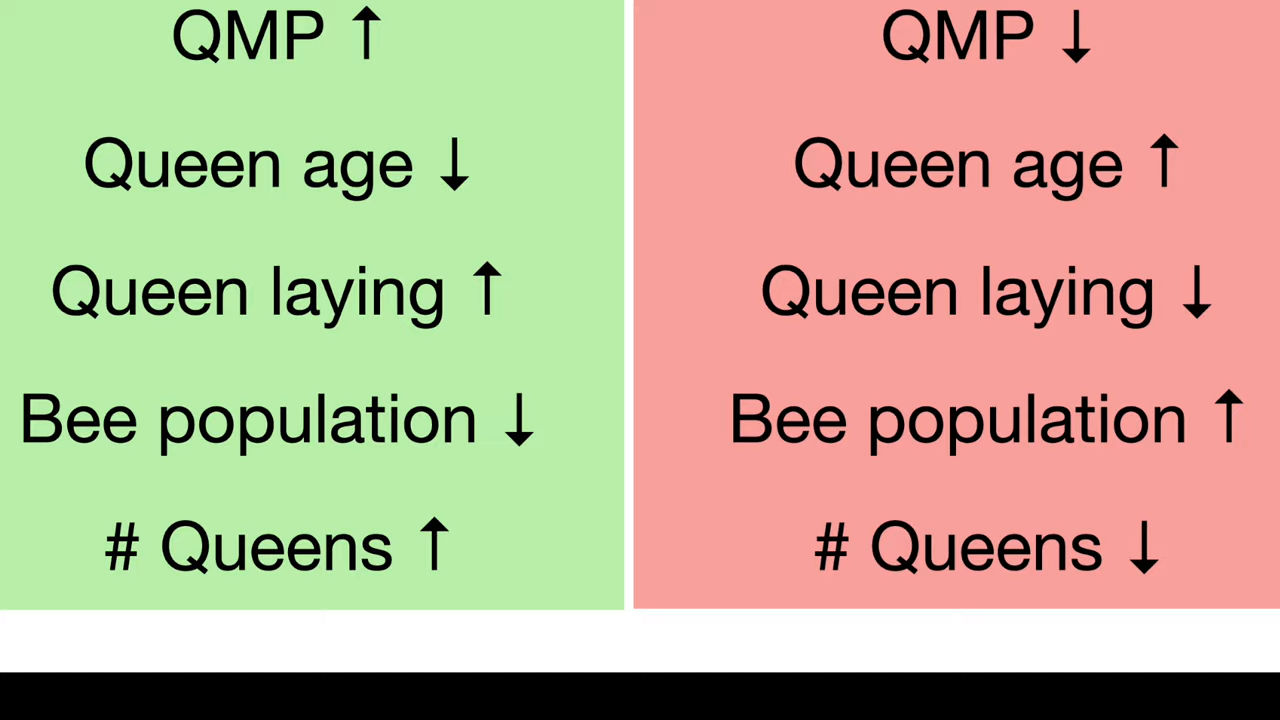 QMP ↑
Queen age ↓
Queen laying ↑
Bee population ↓
# Queens ↑
QMP ↓
Queen age ↑
Queen laying ↓
Bee population ↑
# Queens ↓